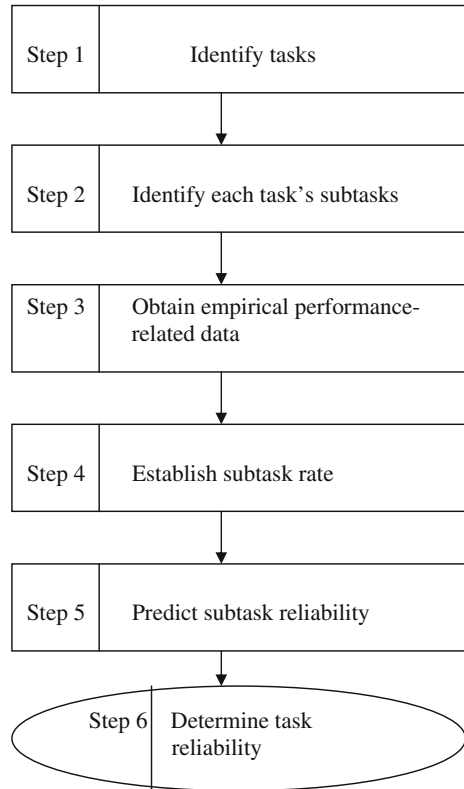 Step 1 Identify tasks
Step 2 Identify each task's subtasks
Step 3 Obtain empirical performance-
related data
Step 4 Establish subtask rate
Step 5 Predict subtask reliability
Step 6 Determine task
reliability